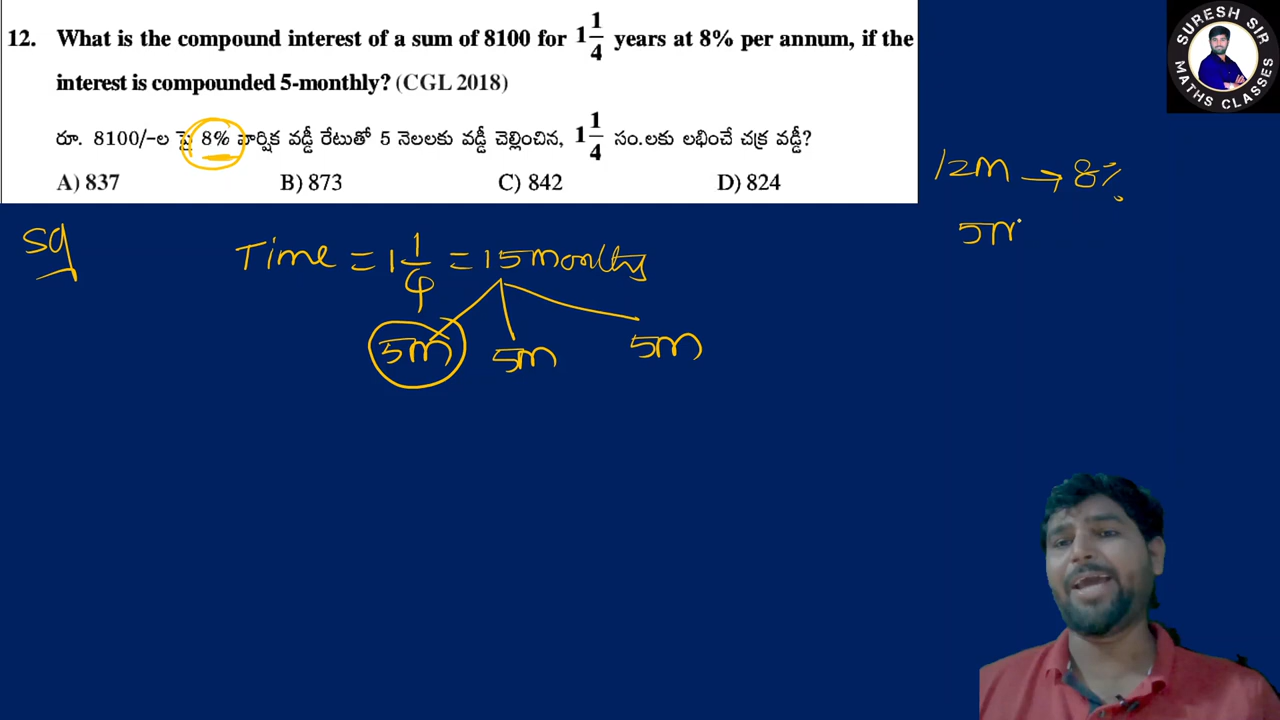 12. What is the compound interest of a sum of 8100 for 1 1/4 years at 8% per annum, if the
interest is compounded 5-monthly? (CGL 2018)
రూ. 8100/-ల పై 8% వార్షిక వడ్డీ రేటుతో 5 నెలలకు వడ్డీ చెల్లించిన, 1 1/4 సం.లకు లభించే చక్ర వడ్డీ?
A) 837 B) 873 C) 842 D) 824
SURESH SIR
MATHS CLASSES
12m → 8%
5m
Time = 1 1/4 = 15 monthy
5m 5m 5m